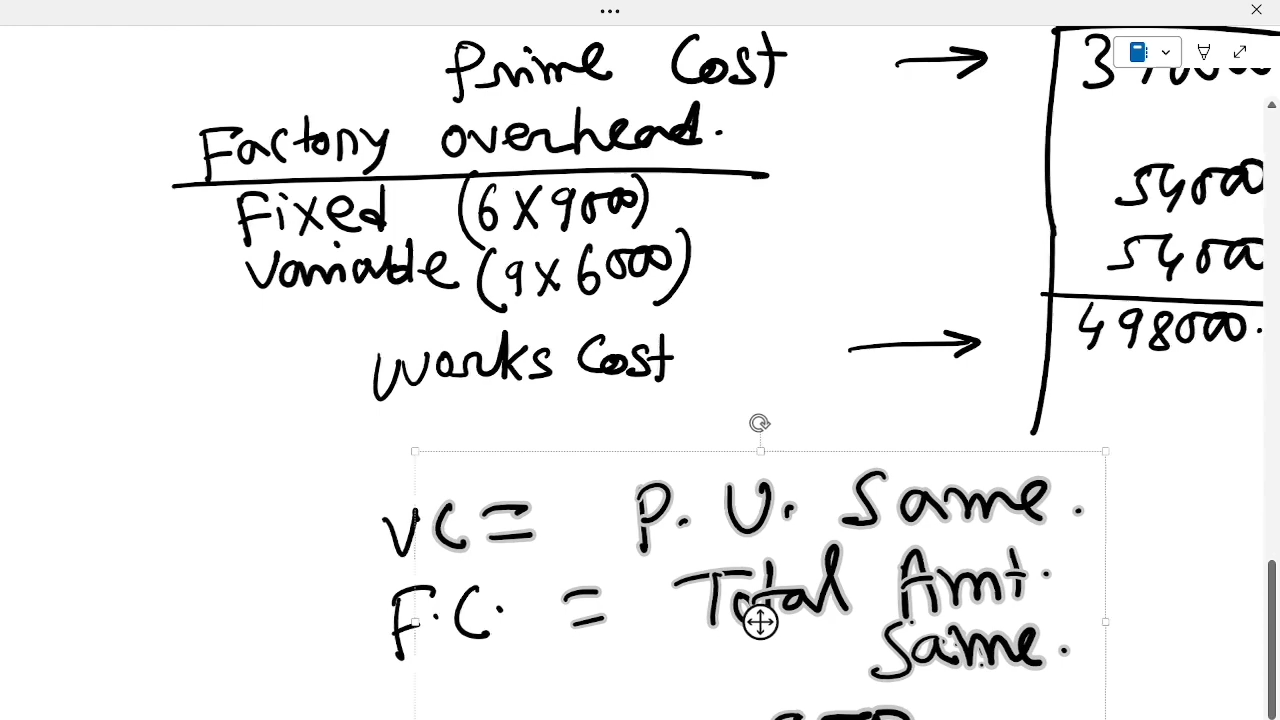 Prime Cost → 390000
Factory overhead.
Fixed (6 X 9000) 54000
Variable (9 X 6000) 54000
Works Cost → 498000.
VC = P. U. Same.
F.C. = Total Amt.
Same.